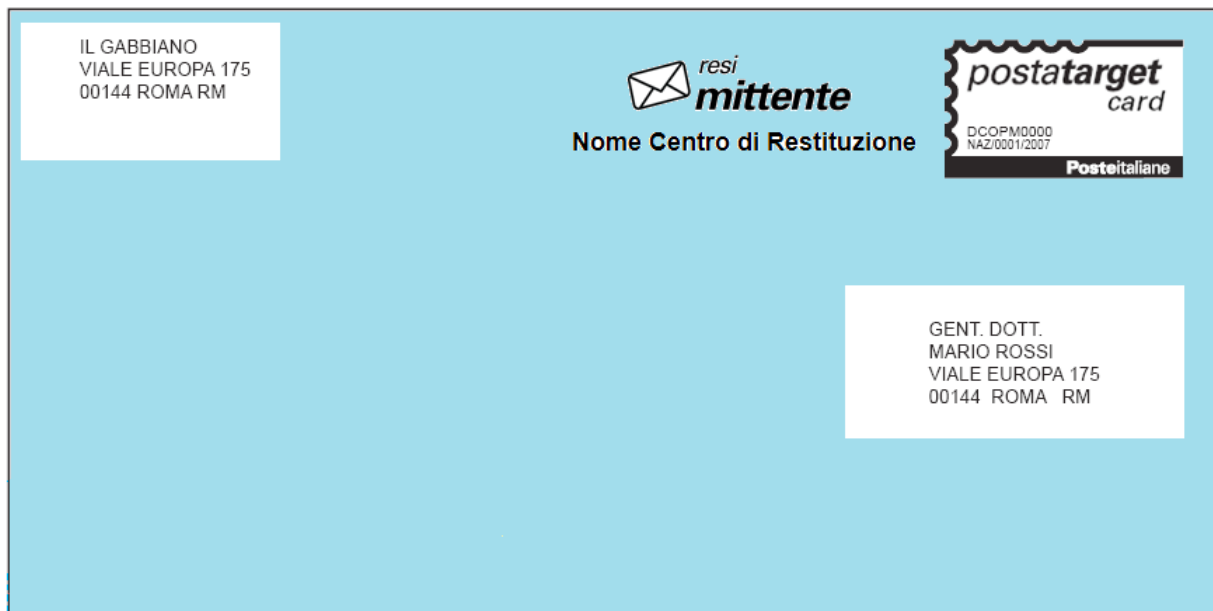 IL GABBIANO
VIALE EUROPA 175
00144 ROMA RM
resi
mittente
Nome Centro di Restituzione
postatarget
card
DCOPM0000
NAZ/0001/2007
Posteitaliane
GENT. DOTT.
MARIO ROSSI
VIALE EUROPA 175
00144 ROMA RM